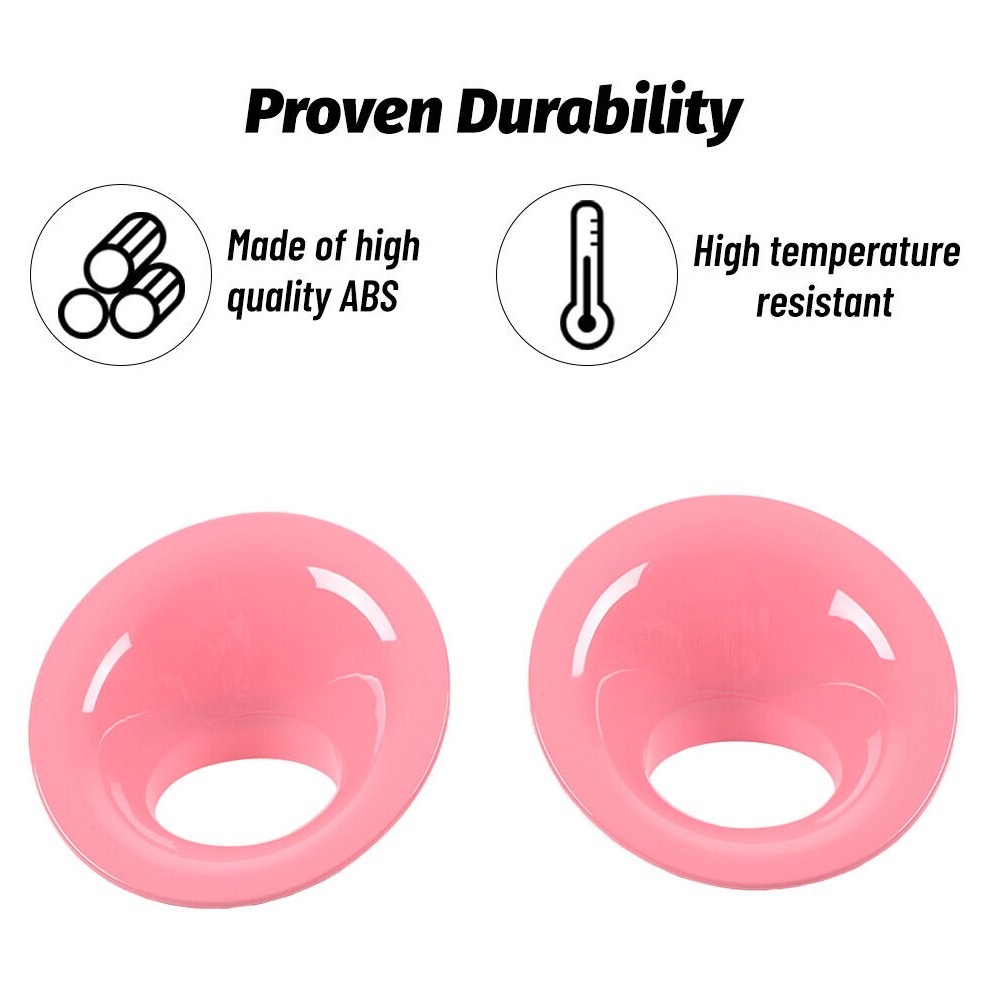 Proven Durability
Made of high
quality ABS
High temperature
resistant